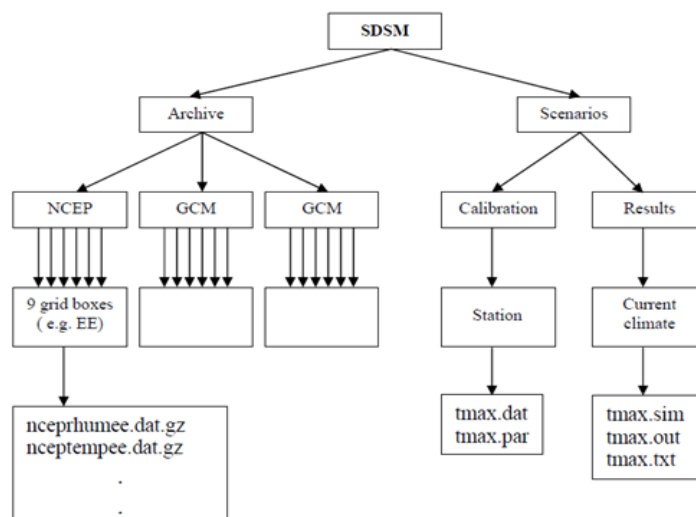 SDSM
Archive
Scenarios
NCEP
GCM
GCM
Calibration
Results
9 grid boxes
( e.g. EE)
Station
Current
climate
nceprhumee.dat.gz
nceptempee.dat.gz
.
.
tmax.dat
tmax.par
tmax.sim
tmax.out
tmax.txt